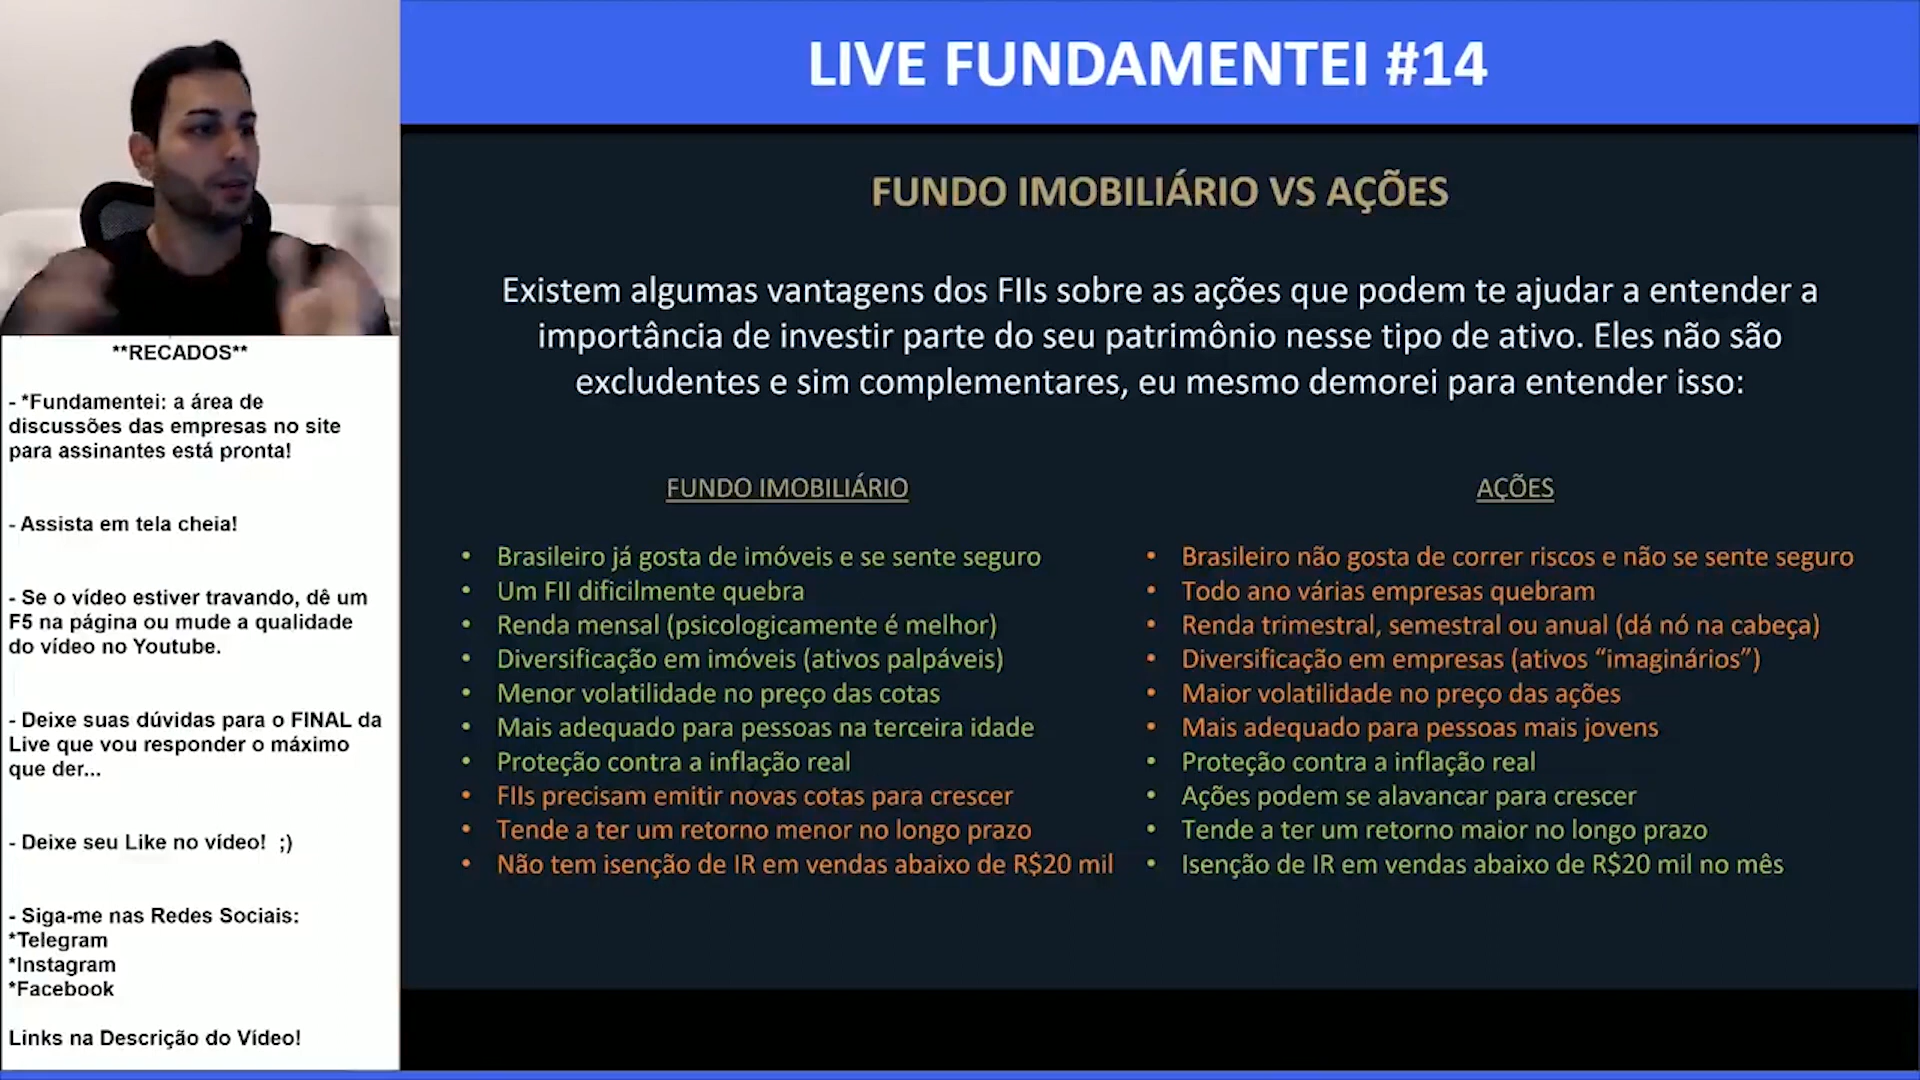 LIVE FUNDAMENTEI #14
FUNDO IMOBILIÁRIO VS AÇÕES
Existem algumas vantagens dos FIIs sobre as ações que podem te ajudar a entender a
importância de investir parte do seu patrimônio nesse tipo de ativo. Eles não são
excludentes e sim complementares, eu mesmo demorei para entender isso:
FUNDO IMOBILIÁRIO
• Brasileiro já gosta de imóveis e se sente seguro
• Um FII dificilmente quebra
• Renda mensal (psicologicamente é melhor)
• Diversificação em imóveis (ativos palpáveis)
• Menor volatilidade no preço das cotas
• Mais adequado para pessoas na terceira idade
• Proteção contra a inflação real
• FIIs precisam emitir novas cotas para crescer
• Tende a ter um retorno menor no longo prazo
• Não tem isenção de IR em vendas abaixo de R$20 mil
AÇÕES
• Brasileiro não gosta de correr riscos e não se sente seguro
• Todo ano várias empresas quebram
• Renda trimestral, semestral ou anual (dá nó na cabeça)
• Diversificação em empresas (ativos “imaginários”)
• Maior volatilidade no preço das ações
• Mais adequado para pessoas mais jovens
• Proteção contra a inflação real
• Ações podem se alavancar para crescer
• Tende a ter um retorno maior no longo prazo
• Isenção de IR em vendas abaixo de R$20 mil no mês
**RECADOS**
- *Fundamentei: a área de
discussões das empresas no site
para assinantes está pronta!
- Assista em tela cheia!
- Se o vídeo estiver travando, dê um
F5 na página ou mude a qualidade
do vídeo no Youtube.
- Deixe suas dúvidas para o FINAL da
Live que vou responder o máximo
que der...
- Deixe seu Like no vídeo! ;)
- Siga-me nas Redes Sociais:
*Telegram
*Instagram
*Facebook
Links na Descrição do Vídeo!